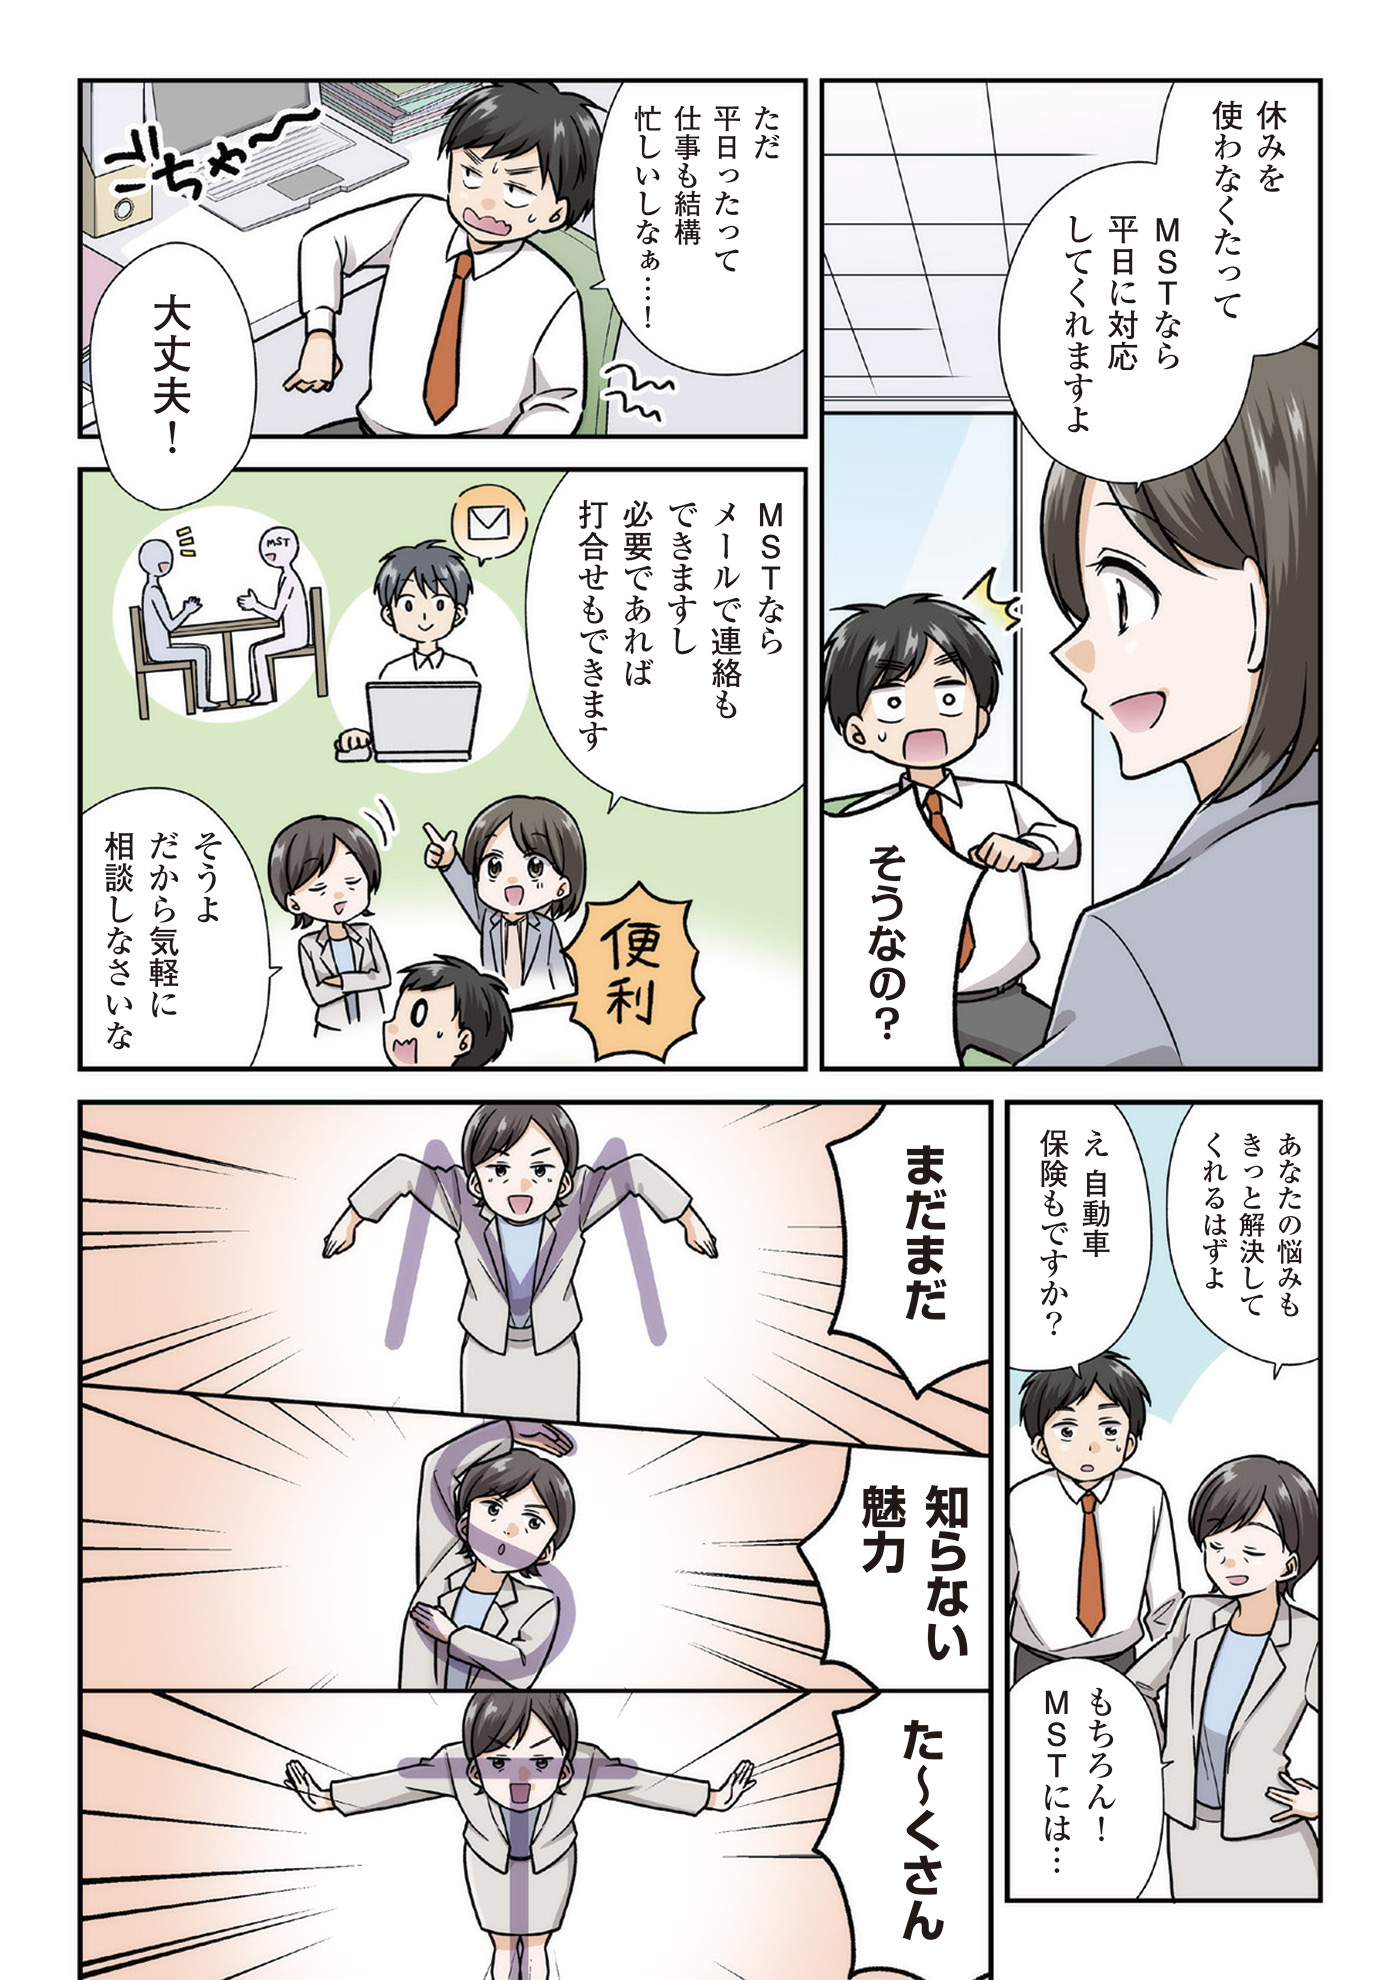 休みを
使わなくたって
MSTなら
平日に対応
してくれますよ
そうなの？
ただ
平日ったって
仕事も結構
忙しいしなぁ…！
ごちゃ〜
大丈夫！
MSTなら
メールで連絡も
できますし
必要であれば
打合せもできます
MST
便利
そうよ
だから気軽に
相談しなさいな
あなたの悩みも
きっと解決して
くれるはずよ
え 自動車
保険もですか？
もちろん！
MSTには…
まだまだ
知らない
魅力
た〜くさん